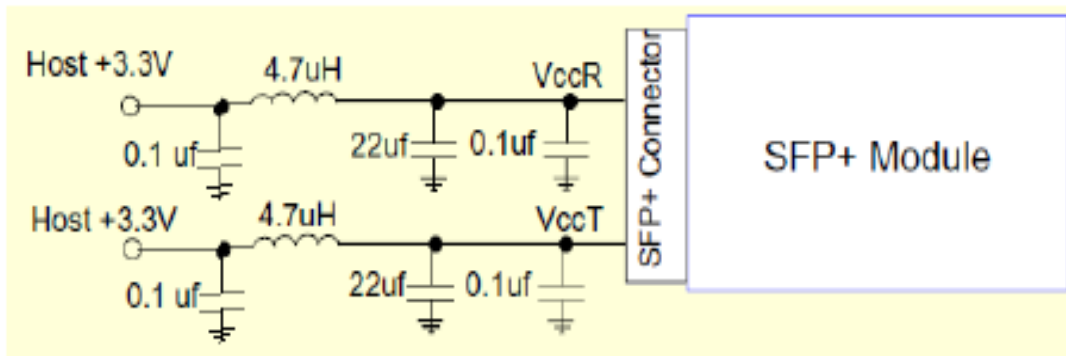 Host +3.3V
4.7uH
VccR
0.1 uf
22uf
0.1uf
Host +3.3V
4.7uH
VccT
0.1 uf
22uf
0.1uf
SFP+ Connector
SFP+ Module